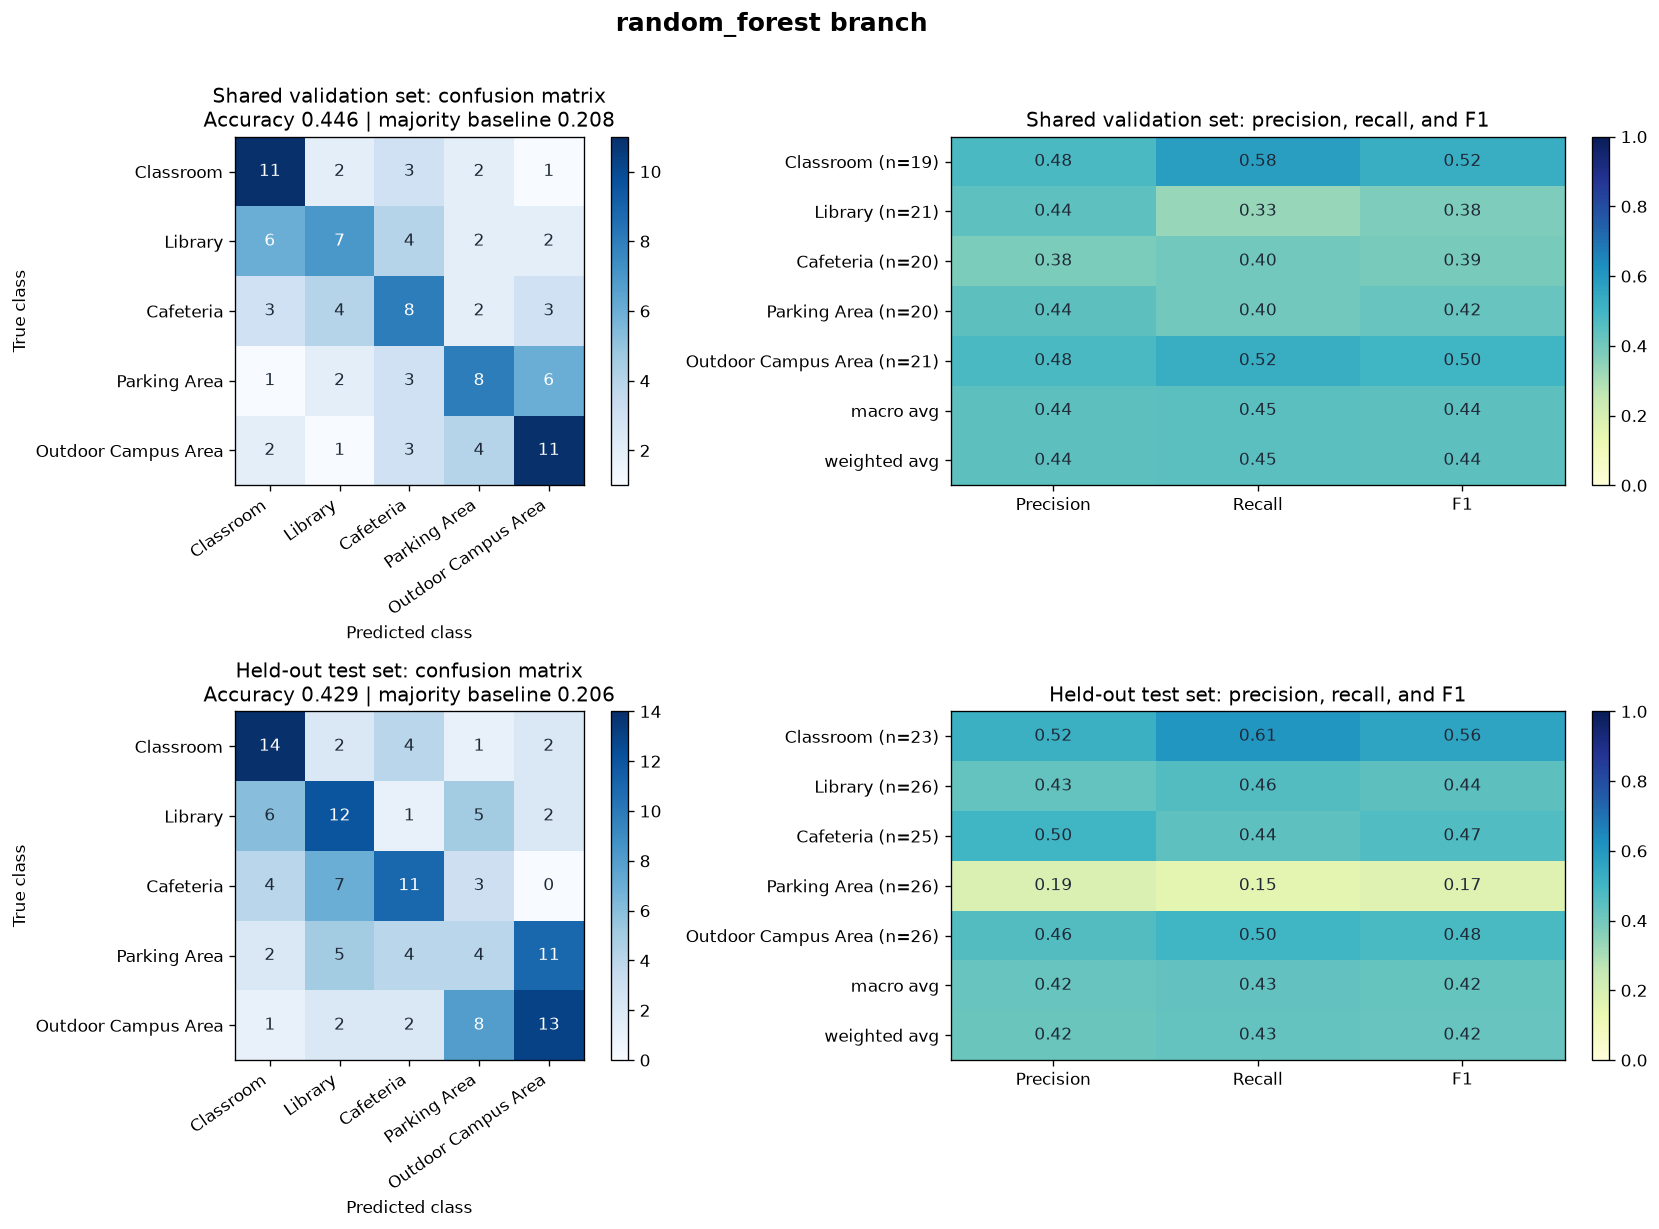 random_forest branch
Shared validation set: confusion matrix
Accuracy 0.446 | majority baseline 0.208
True class
Classroom 11 2 3 2 1
Library 6 7 4 2 2
Cafeteria 3 4 8 2 3
Parking Area 1 2 3 8 6
Outdoor Campus Area 2 1 3 4 11
Classroom Library Cafeteria Parking Area Outdoor Campus Area
Predicted class
10
8
6
4
2
Shared validation set: precision, recall, and F1
Classroom (n=19) 0.48 0.58 0.52
Library (n=21) 0.44 0.33 0.38
Cafeteria (n=20) 0.38 0.40 0.39
Parking Area (n=20) 0.44 0.40 0.42
Outdoor Campus Area (n=21) 0.48 0.52 0.50
macro avg 0.44 0.45 0.44
weighted avg 0.44 0.45 0.44
Precision Recall F1
1.0
0.8
0.6
0.4
0.2
0.0
Held-out test set: confusion matrix
Accuracy 0.429 | majority baseline 0.206
True class
Classroom 14 2 4 1 2
Library 6 12 1 5 2
Cafeteria 4 7 11 3 0
Parking Area 2 5 4 4 11
Outdoor Campus Area 1 2 2 8 13
Classroom Library Cafeteria Parking Area Outdoor Campus Area
Predicted class
14
12
10
8
6
4
2
0
Held-out test set: precision, recall, and F1
Classroom (n=23) 0.52 0.61 0.56
Library (n=26) 0.43 0.46 0.44
Cafeteria (n=25) 0.50 0.44 0.47
Parking Area (n=26) 0.19 0.15 0.17
Outdoor Campus Area (n=26) 0.46 0.50 0.48
macro avg 0.42 0.43 0.42
weighted avg 0.42 0.43 0.42
Precision Recall F1
1.0
0.8
0.6
0.4
0.2
0.0